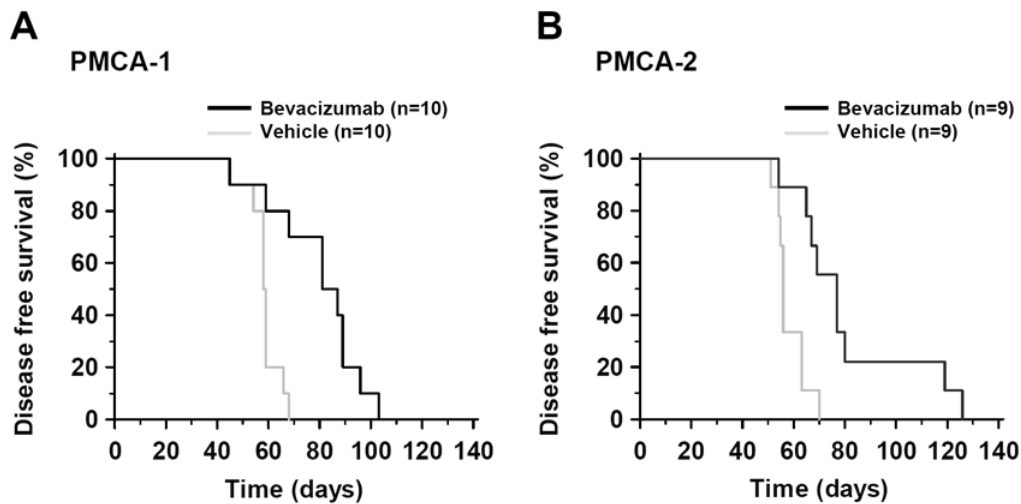 A
PMCA-1
Bevacizumab (n=10)
Vehicle (n=10)
Disease free survival (%)
100
80
60
40
20
0
0 20 40 60 80 100 120 140
Time (days)
B
PMCA-2
Bevacizumab (n=9)
Vehicle (n=9)
Disease free survival (%)
100
80
60
40
20
0
0 20 40 60 80 100 120 140
Time (days)